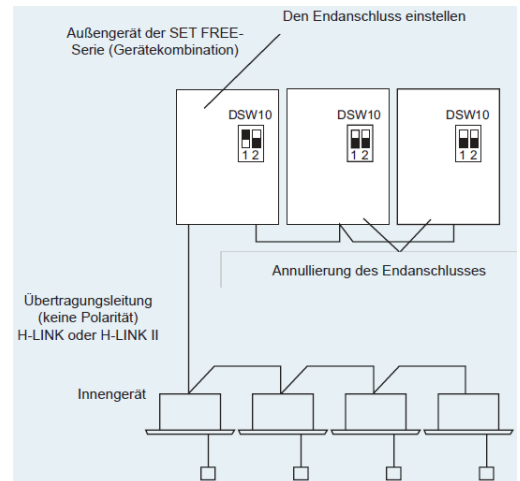 Den Endanschluss einstellen
Außengerät der SET FREE-
Serie (Gerätekombination)
DSW10
1 2
DSW10
1 2
DSW10
1 2
Annullierung des Endanschlusses
Übertragungsleitung
(keine Polarität)
H-LINK oder H-LINK II
Innengerät